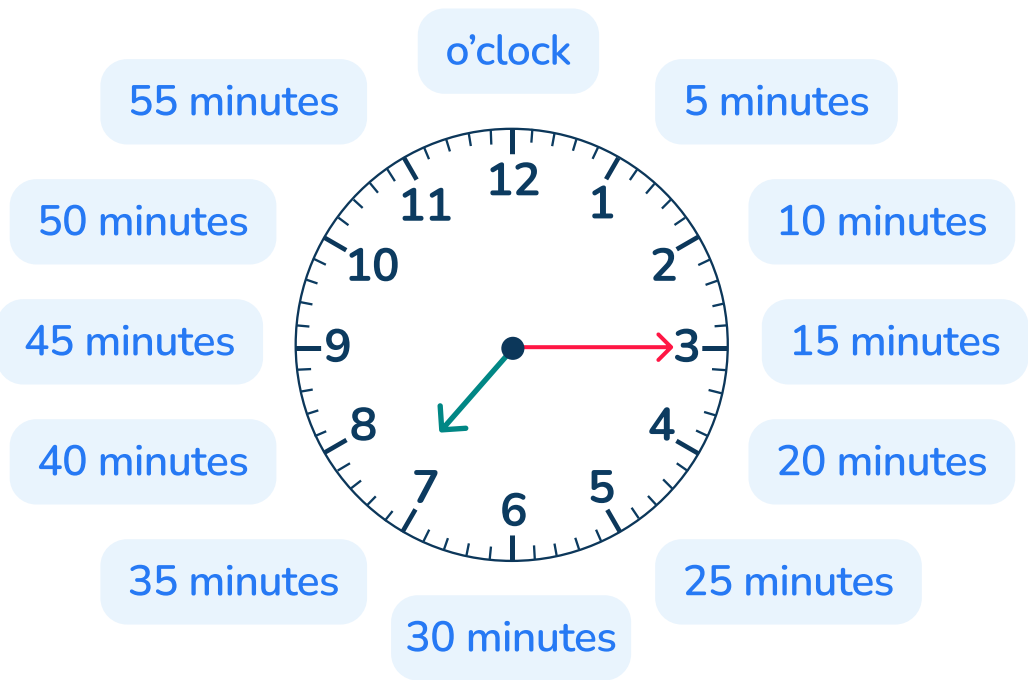 o’clock
55 minutes
5 minutes
12
11
1
50 minutes
10 minutes
10
2
45 minutes
9
3
15 minutes
8
4
40 minutes
20 minutes
7
5
6
35 minutes
25 minutes
30 minutes